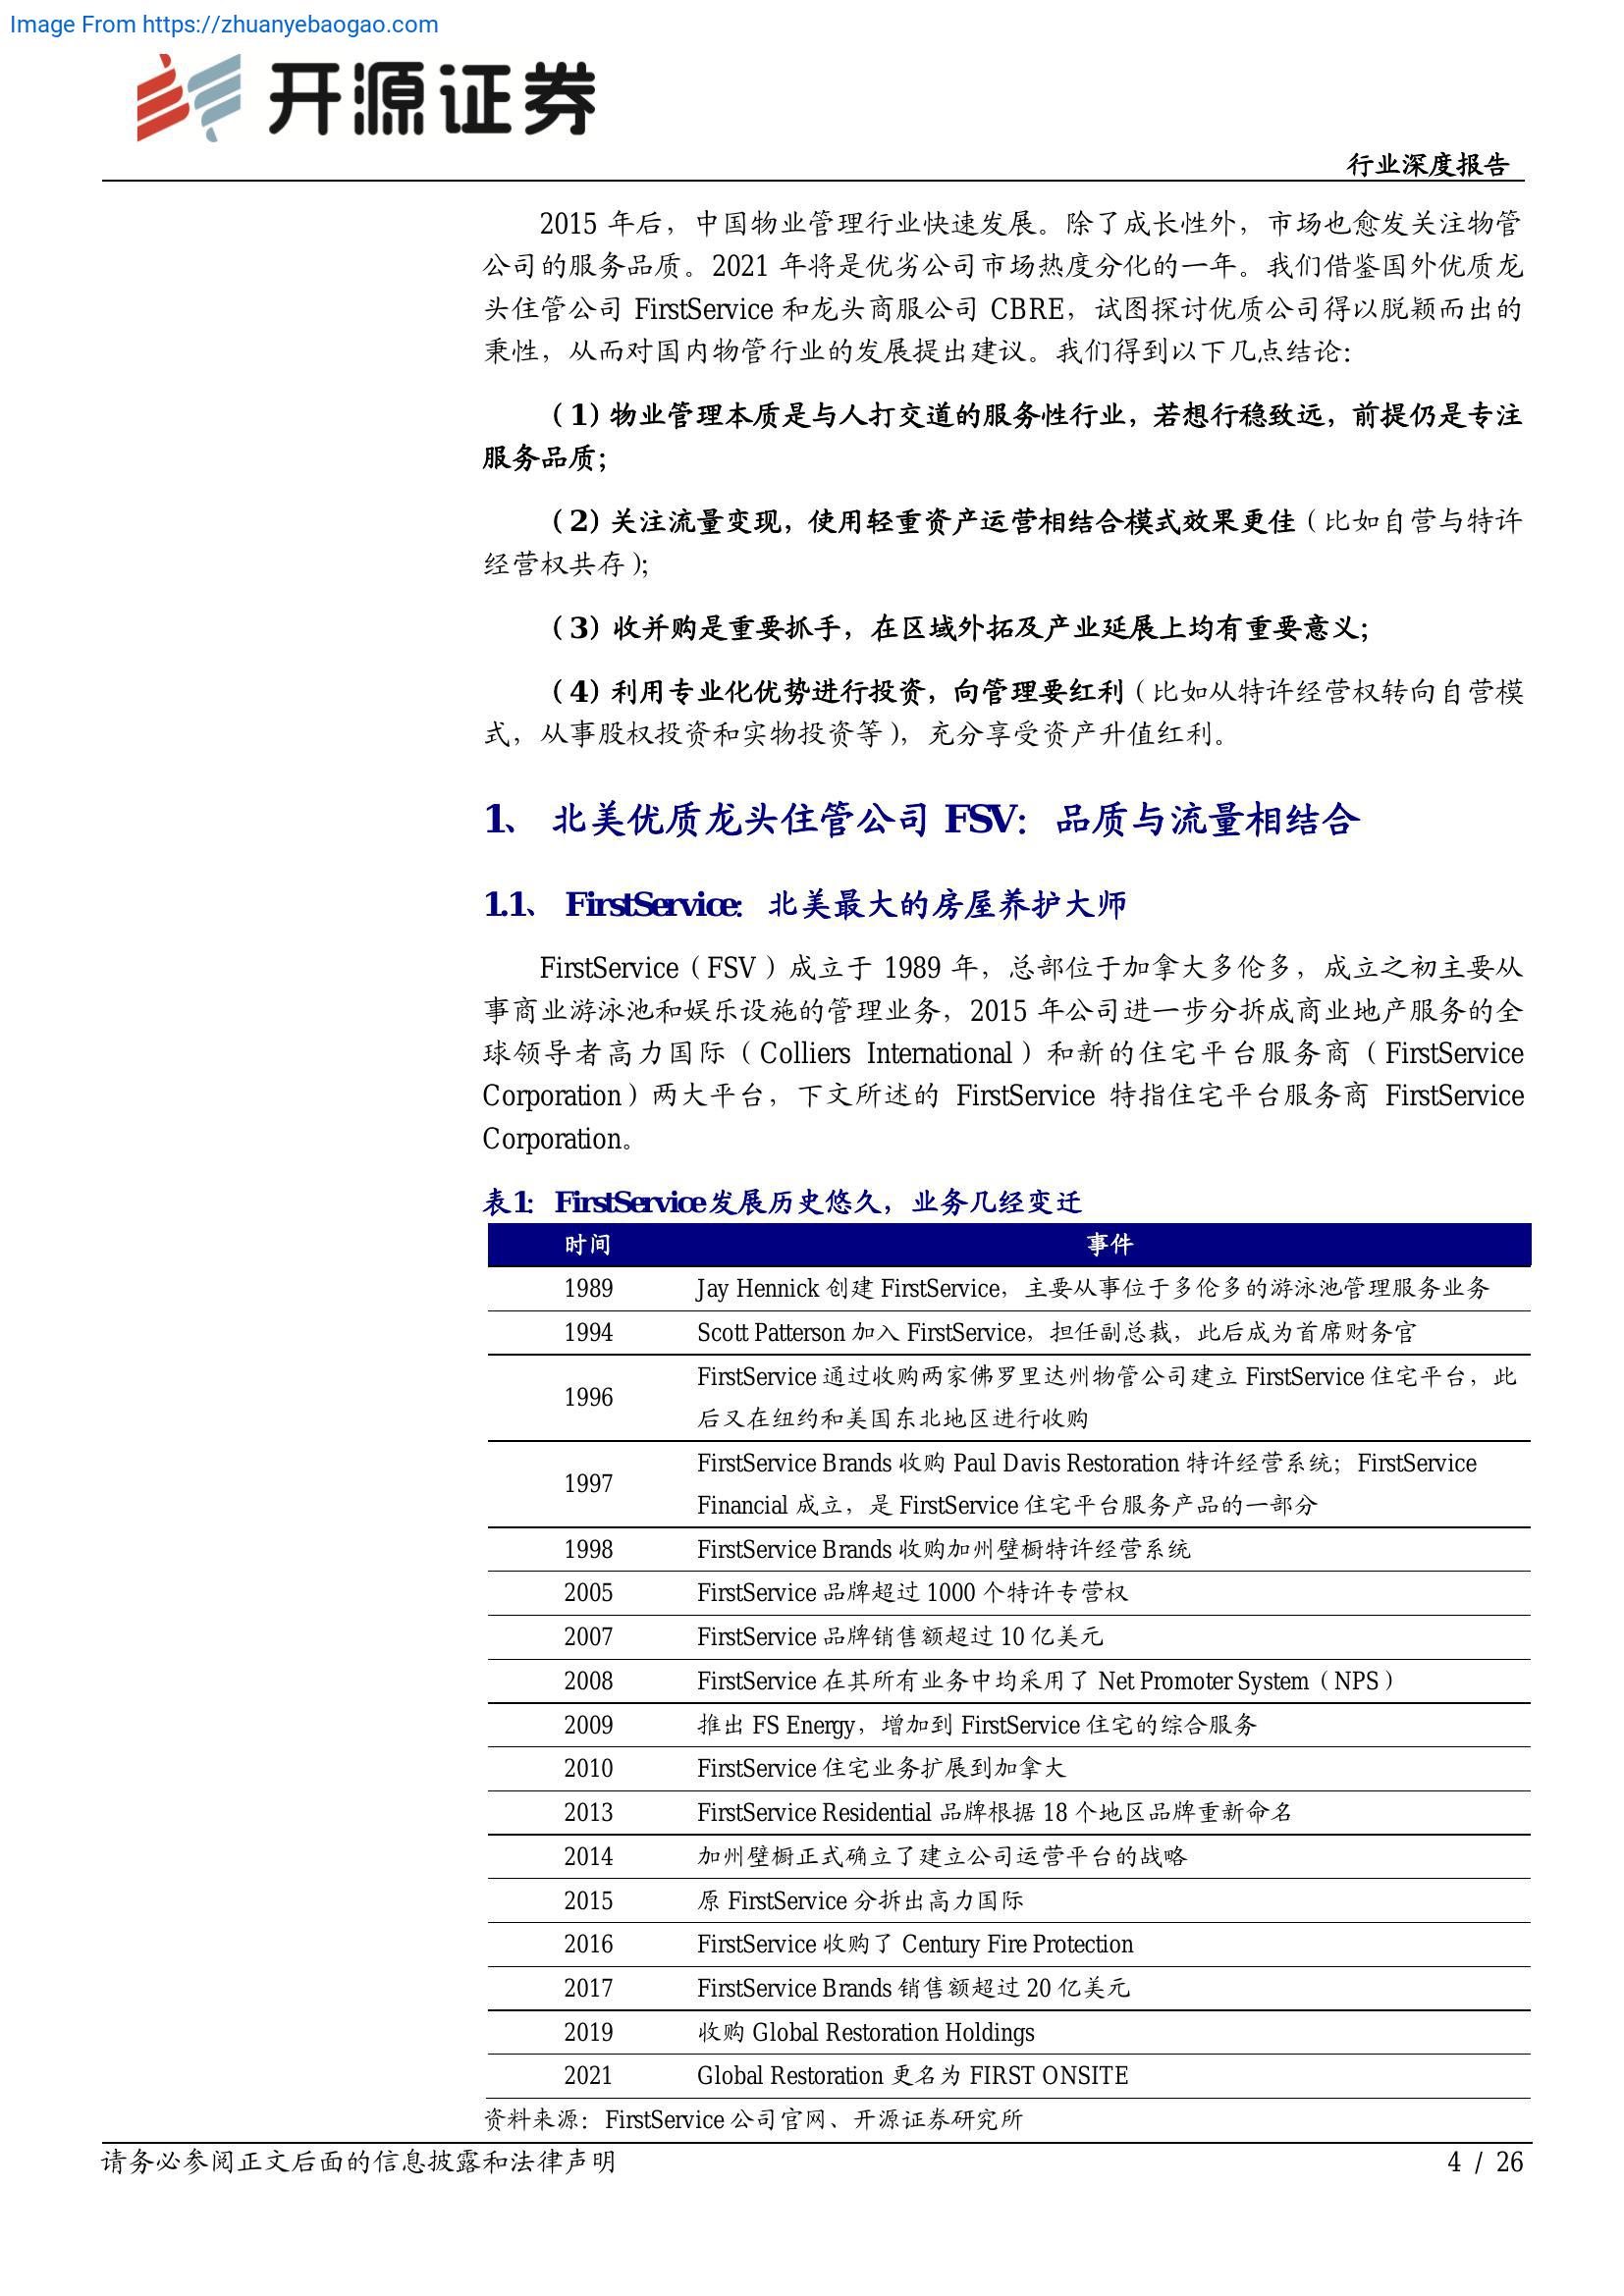 Image From https://zhuanyebaogao.com
开源证券
行业深度报告
2015 年后，中国物业管理行业快速发展。除了成长性外，市场也愈发关注物管
公司的服务品质。2021 年将是优劣公司市场热度分化的一年。我们借鉴国外优质龙
头住管公司 FirstService 和龙头商服公司 CBRE，试图探讨优质公司得以脱颖而出的
秉性，从而对国内物管行业的发展提出建议。我们得到以下几点结论：
（1）物业管理本质是与人打交道的服务性行业，若想行稳致远，前提仍是专注
服务品质；
（2）关注流量变现，使用轻重资产运营相结合模式效果更佳（比如自营与特许
经营权共存）；
（3）收并购是重要抓手，在区域外拓及产业延展上均有重要意义；
（4）利用专业化优势进行投资，向管理要红利（比如从特许经营权转向自营模
式，从事股权投资和实物投资等），充分享受资产升值红利。
1、 北美优质龙头住管公司 FSV：品质与流量相结合
1.1、 FirstService：北美最大的房屋养护大师
FirstService（FSV）成立于 1989 年，总部位于加拿大多伦多，成立之初主要从
事商业游泳池和娱乐设施的管理业务，2015 年公司进一步分拆成商业地产服务的全
球领导者高力国际（Colliers International）和新的住宅平台服务商（FirstService
Corporation）两大平台，下文所述的 FirstService 特指住宅平台服务商 FirstService
Corporation。
表1：FirstService 发展历史悠久，业务几经变迁
时间 事件
1989 Jay Hennick 创建 FirstService，主要从事位于多伦多的游泳池管理服务业务
1994 Scott Patterson 加入 FirstService，担任副总裁，此后成为首席财务官
1996 FirstService 通过收购两家佛罗里达州物管公司建立 FirstService 住宅平台，此
后又在纽约和美国东北地区进行收购
1997 FirstService Brands 收购 Paul Davis Restoration 特许经营系统；FirstService
Financial 成立，是 FirstService 住宅平台服务产品的一部分
1998 FirstService Brands 收购加州壁橱特许经营系统
2005 FirstService 品牌超过 1000 个特许专营权
2007 FirstService 品牌销售额超过 10 亿美元
2008 FirstService 在其所有业务中均采用了 Net Promoter System（NPS）
2009 推出 FS Energy，增加到 FirstService 住宅的综合服务
2010 FirstService 住宅业务扩展到加拿大
2013 FirstService Residential 品牌根据 18 个地区品牌重新命名
2014 加州壁橱正式确立了建立公司运营平台的战略
2015 原 FirstService 分拆出高力国际
2016 FirstService 收购了 Century Fire Protection
2017 FirstService Brands 销售额超过 20 亿美元
2019 收购 Global Restoration Holdings
2021 Global Restoration 更名为 FIRST ONSITE
资料来源：FirstService 公司官网、开源证券研究所
请务必参阅正文后面的信息披露和法律声明 4 / 26